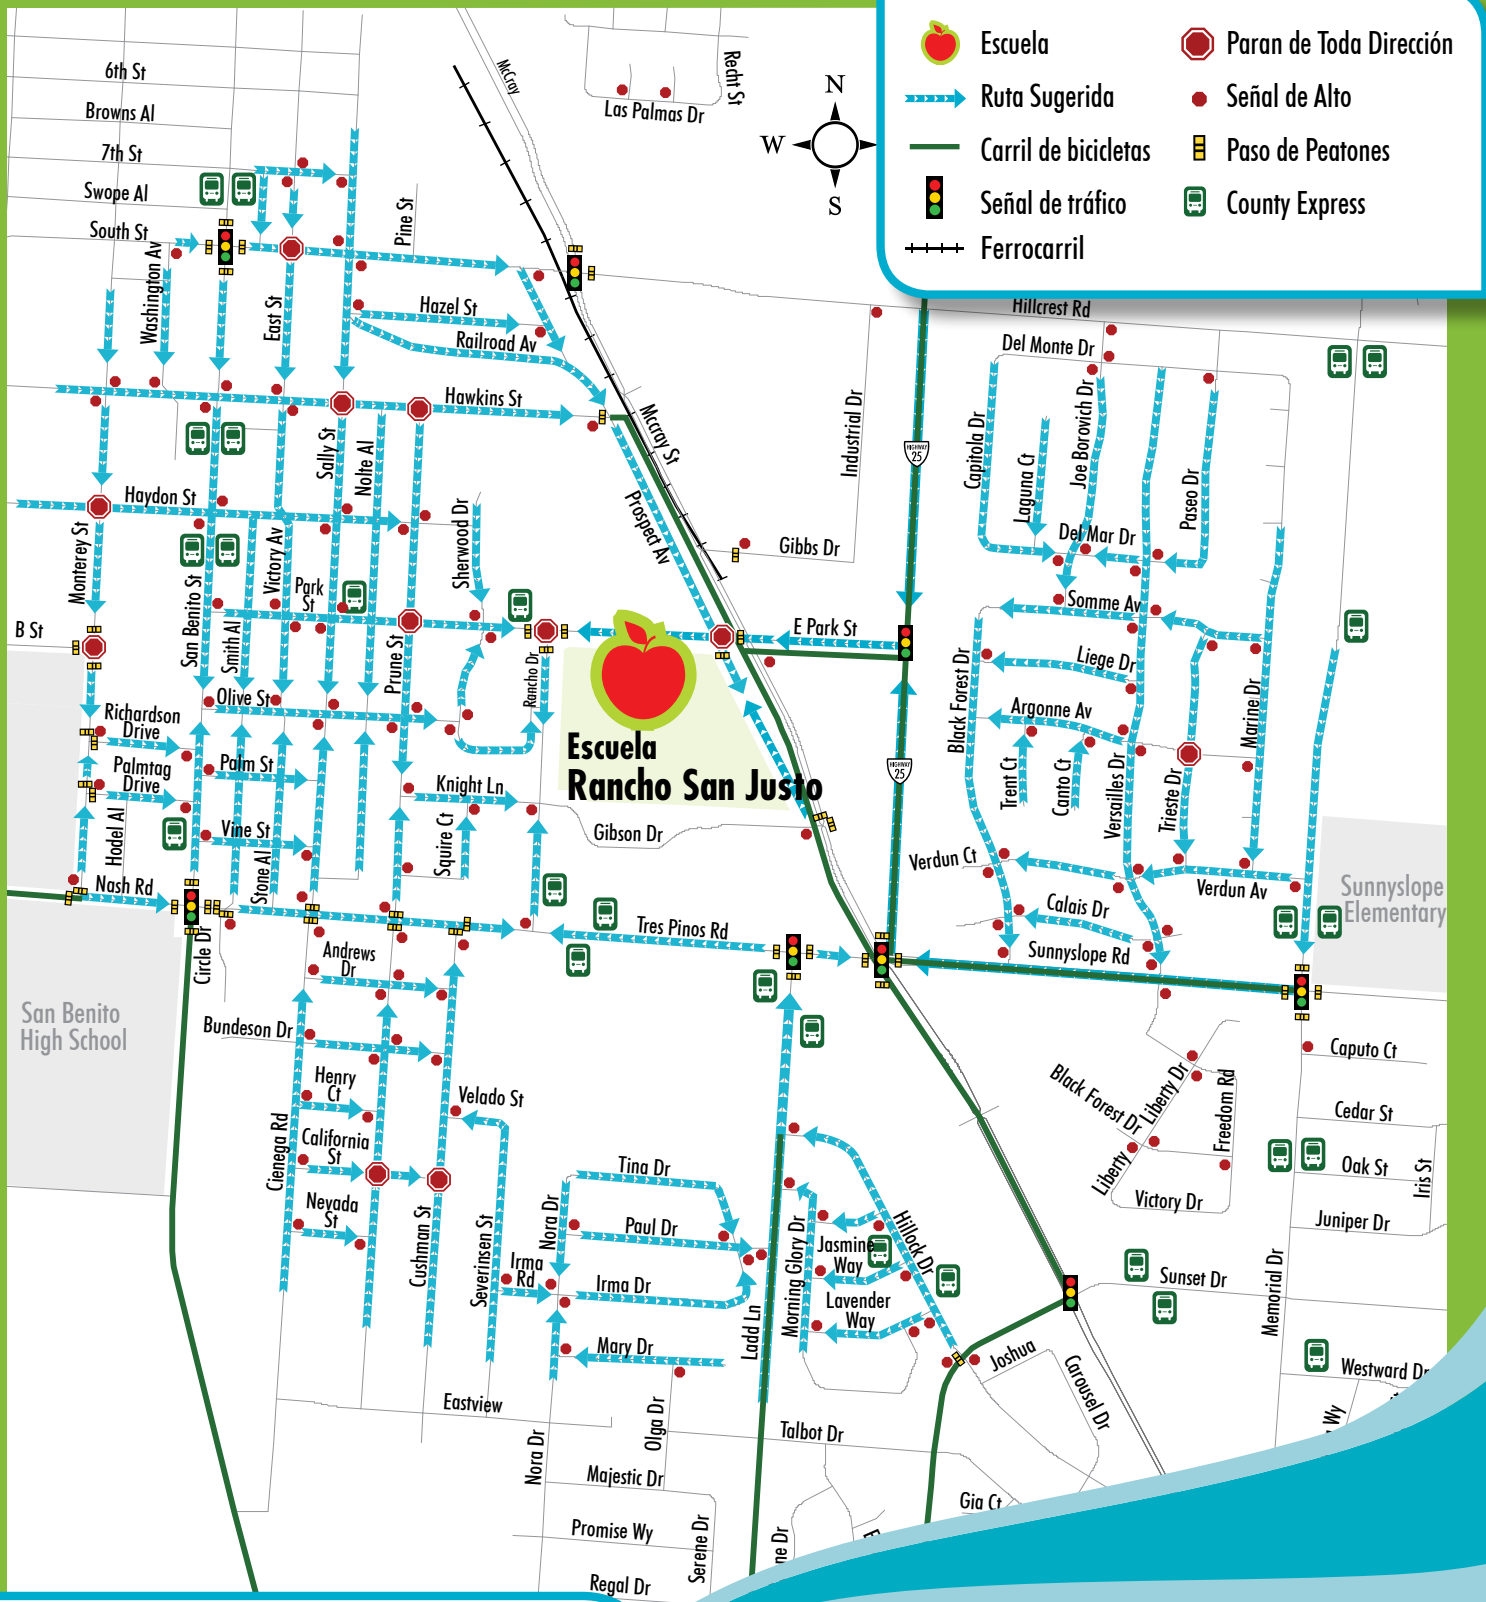 Escuela
Ruta Sugerida
Carril de bicicletas
Señal de tráfico
Ferrocarril
Paran de Toda Dirección
Señal de Alto
Paso de Peatones
County Express
N
W
S
6th St
Browns Al
7th St
Swope Al
South St
Washington Av
East St
Pine St
McCray
Las Palmas Dr
Recht St
Hazel St
Railroad Av
Hawkins St
Mccray St
Industrial Dr
HIGHWAY
25
Hillcrest Rd
Del Monte Dr
Capitola Dr
Laguna Ct
Joe Borovich Dr
Paseo Dr
Del Mar Dr
Sally St
Nolte Al
Haydon St
Monterey St
San Benito St
Smith Al
Victory Av
Park
St
Prune St
Sherwood Dr
Prospect Av
Gibbs Dr
B St
E Park St
Somme Av
Liege Dr
Argonne Av
Black Forest Dr
Trent Ct
Canto Ct
Versailles Dr
Trieste Dr
Mariner Dr
Rancho Dr
Olive St
Richardson
Drive
Palmtag
Drive
Palm St
Hodel Al
Vine St
Stone Al
Knight Ln
Squire Ct
Gibson Dr
Escuela
Rancho San Justo
HIGHWAY
25
Verdun Ct
Verdun Av
Calais Dr
Sunnyslope Rd
Sunnyslope
Elementary
Nash Rd
Circle Dr
Tres Pinos Rd
Andrews
Dr
San Benito
High School
Bundeson Dr
Henry
Ct
California
St
Nevada
St
Cienega Rd
Velado St
Cushman St
Severinsen St
Irma
Rd
Nora Dr
Tina Dr
Paul Dr
Irma Dr
Mary Dr
Ladd Ln
Morning Glory Dr
Jasmine
Way
Lavender
Way
Hillock Dr
Black Forest Dr
Liberty Dr
Liberty
Freedom Rd
Victory Dr
Caputo Ct
Cedar St
Oak St
Iris St
Juniper Dr
Sunset Dr
Memorial Dr
Westward Dr
Wy
Joshua
Carousel Dr
Eastview
Nora Dr
Olga Dr
Talbot Dr
Majestic Dr
Promise Wy
Serene Dr
Regal Dr
ne Dr
Gia Ct